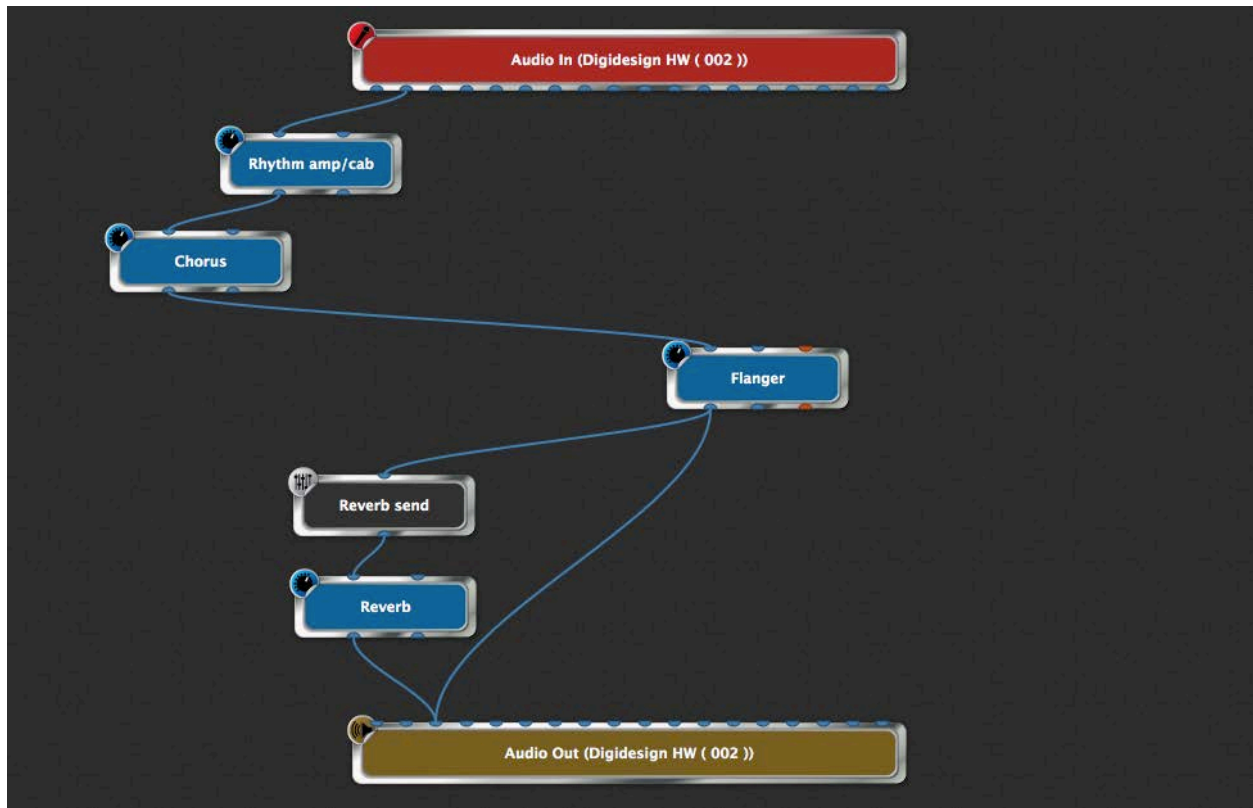 Audio In (Digidesign HW ( 002 ))
Rhythm amp/cab
Chorus
Flanger
Reverb send
Reverb
Audio Out (Digidesign HW ( 002 ))